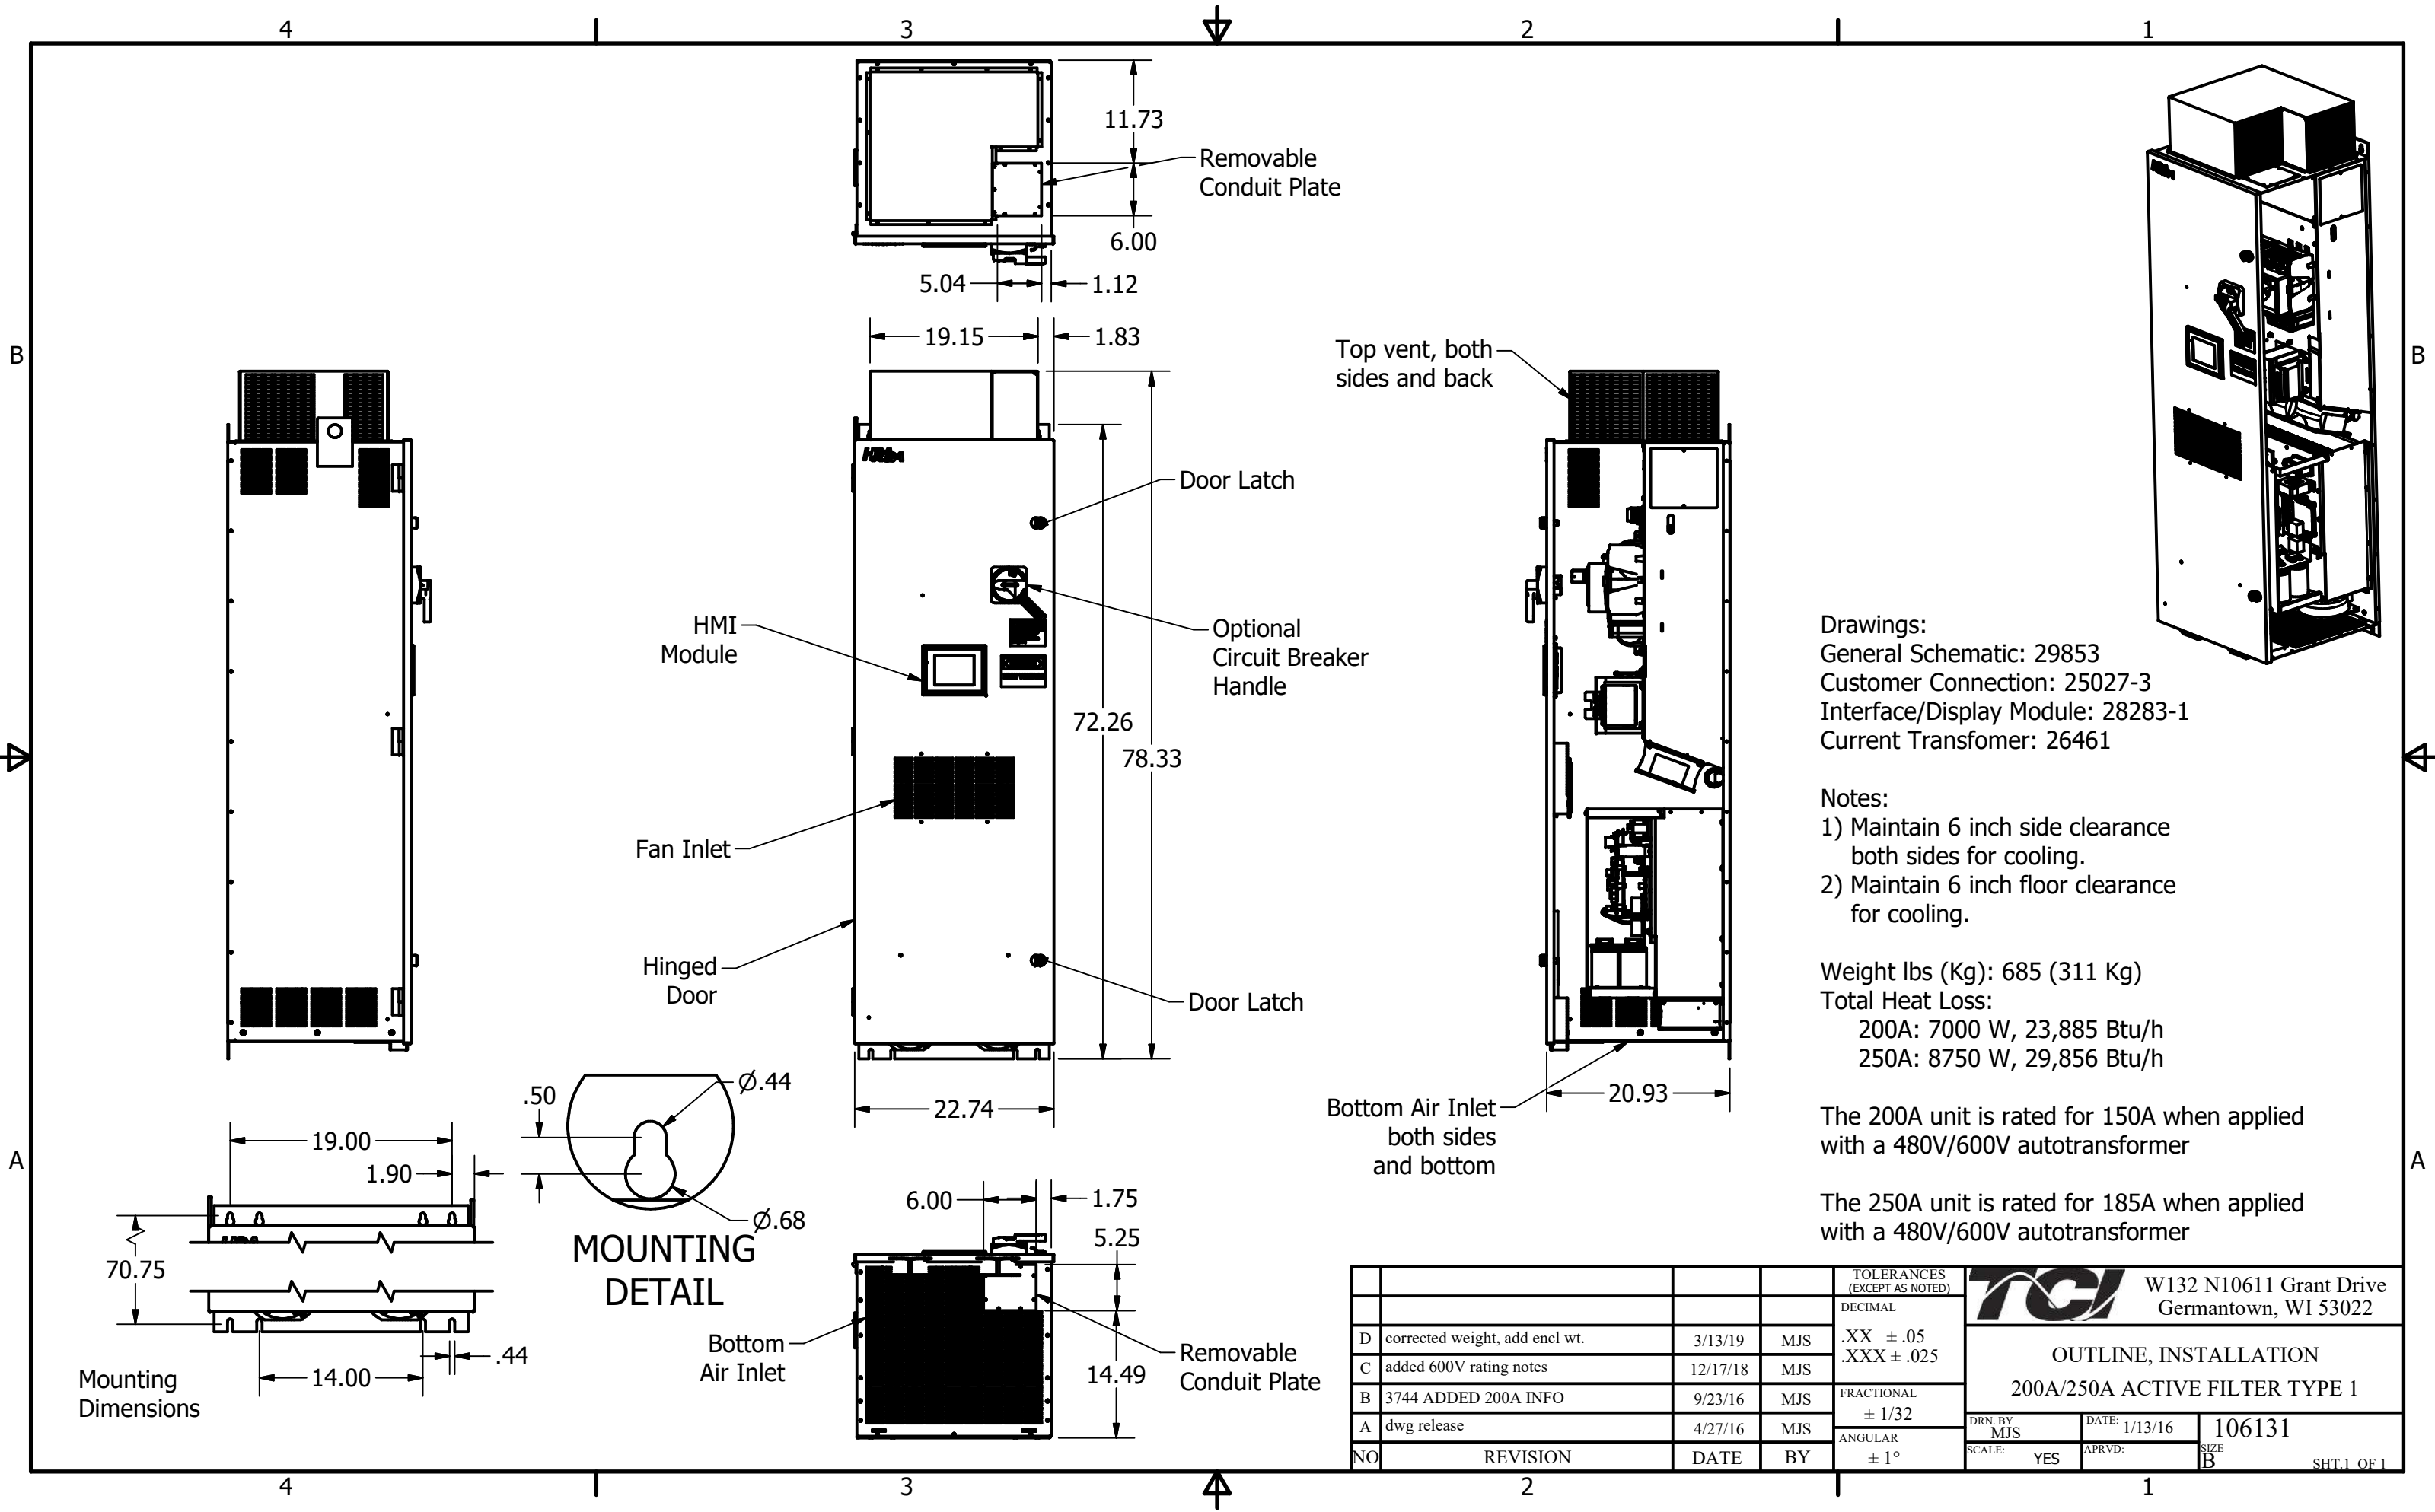 4
3
2
1
B
B
A
A
11.73
Removable
Conduit Plate
6.00
5.04
1.12
19.15
1.83
Top vent, both
sides and back
Door Latch
HMI
Module
Optional
Circuit Breaker
Handle
72.26
78.33
Fan Inlet
Hinged
Door
Door Latch
22.74
20.93
Bottom Air Inlet
both sides
and bottom
Drawings:
General Schematic: 29853
Customer Connection: 25027-3
Interface/Display Module: 28283-1
Current Transfomer: 26461
Notes:
1) Maintain 6 inch side clearance
both sides for cooling.
2) Maintain 6 inch floor clearance
for cooling.
Weight lbs (Kg): 685 (311 Kg)
Total Heat Loss:
200A: 7000 W, 23,885 Btu/h
250A: 8750 W, 29,856 Btu/h
The 200A unit is rated for 150A when applied
with a 480V/600V autotransformer
The 250A unit is rated for 185A when applied
with a 480V/600V autotransformer
19.00
1.90
70.75
14.00
.44
Mounting
Dimensions
.50
Ø.44
Ø.68
MOUNTING
DETAIL
6.00
1.75
5.25
14.49
Bottom
Air Inlet
Removable
Conduit Plate
D corrected weight, add encl wt. 3/13/19 MJS
C added 600V rating notes 12/17/18 MJS
B 3744 ADDED 200A INFO 9/23/16 MJS
A dwg release 4/27/16 MJS
NO REVISION DATE BY
TOLERANCES
(EXCEPT AS NOTED)
DECIMAL
.XX ± .05
.XXX ± .025
FRACTIONAL
± 1/32
ANGULAR
± 1°
TCI
W132 N10611 Grant Drive
Germantown, WI 53022
OUTLINE, INSTALLATION
200A/250A ACTIVE FILTER TYPE 1
DRN. BY MJS
DATE: 1/13/16
106131
SCALE: YES
APRVD:
SIZE B
SHT.1 OF 1
4
3
2
1